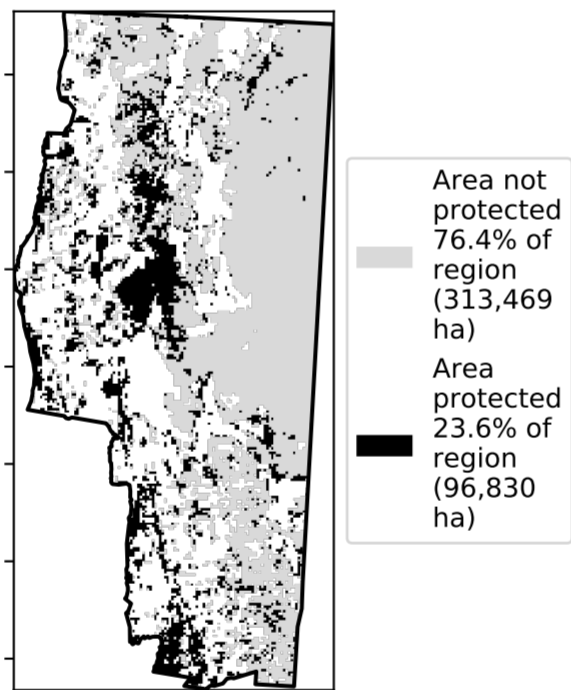 Area not
protected
76.4% of
region
(313,469
ha)
Area
protected
23.6% of
region
(96,830
ha)